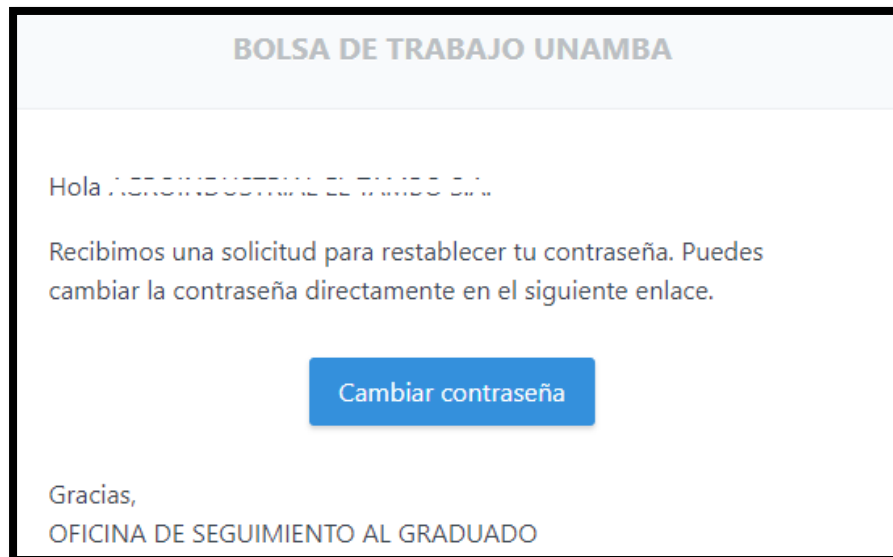 BOLSA DE TRABAJO UNAMBA
Hola
Recibimos una solicitud para restablecer tu contraseña. Puedes
cambiar la contraseña directamente en el siguiente enlace.
Cambiar contraseña
Gracias,
OFICINA DE SEGUIMIENTO AL GRADUADO